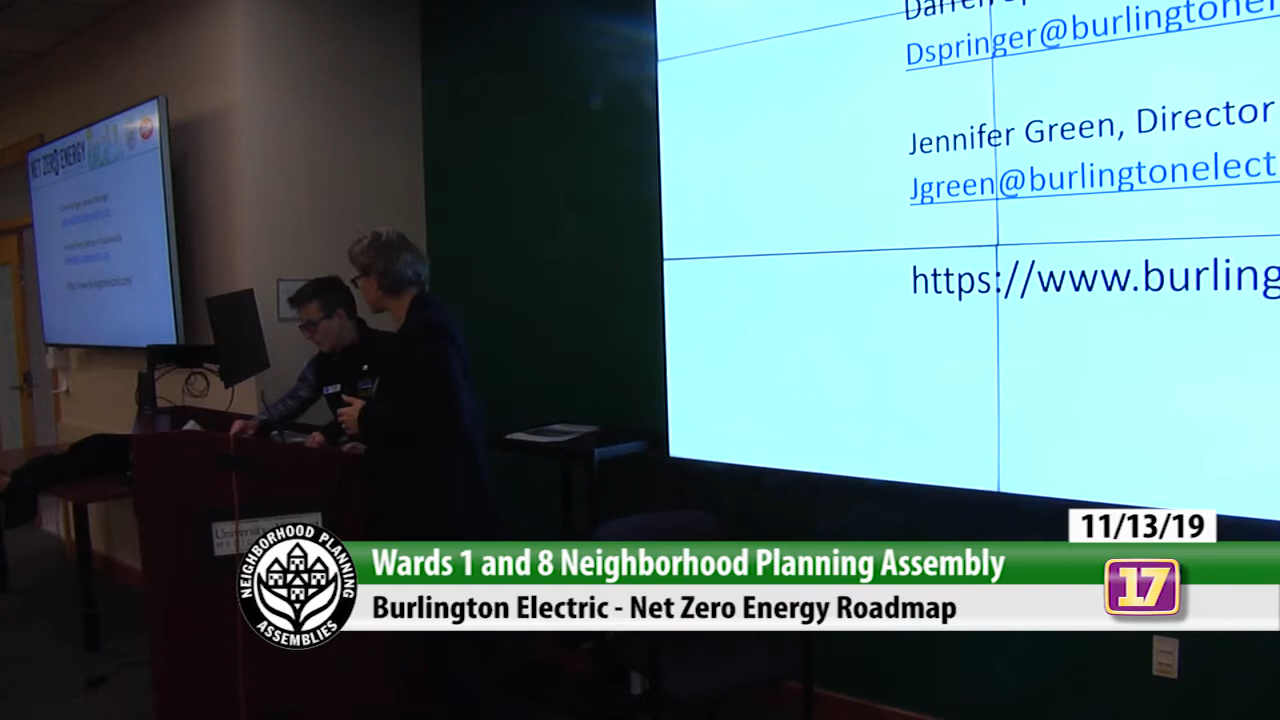 Darren
Dspringer@burlingtonel
Jennifer Green, Director
Jgreen@burlingtonelect
https://www.burling
NET ZERO ENERGY
University
NEIGHBORHOOD PLANNING
ASSEMBLIES
11/13/19
Wards 1 and 8 Neighborhood Planning Assembly
17
Burlington Electric - Net Zero Energy Roadmap